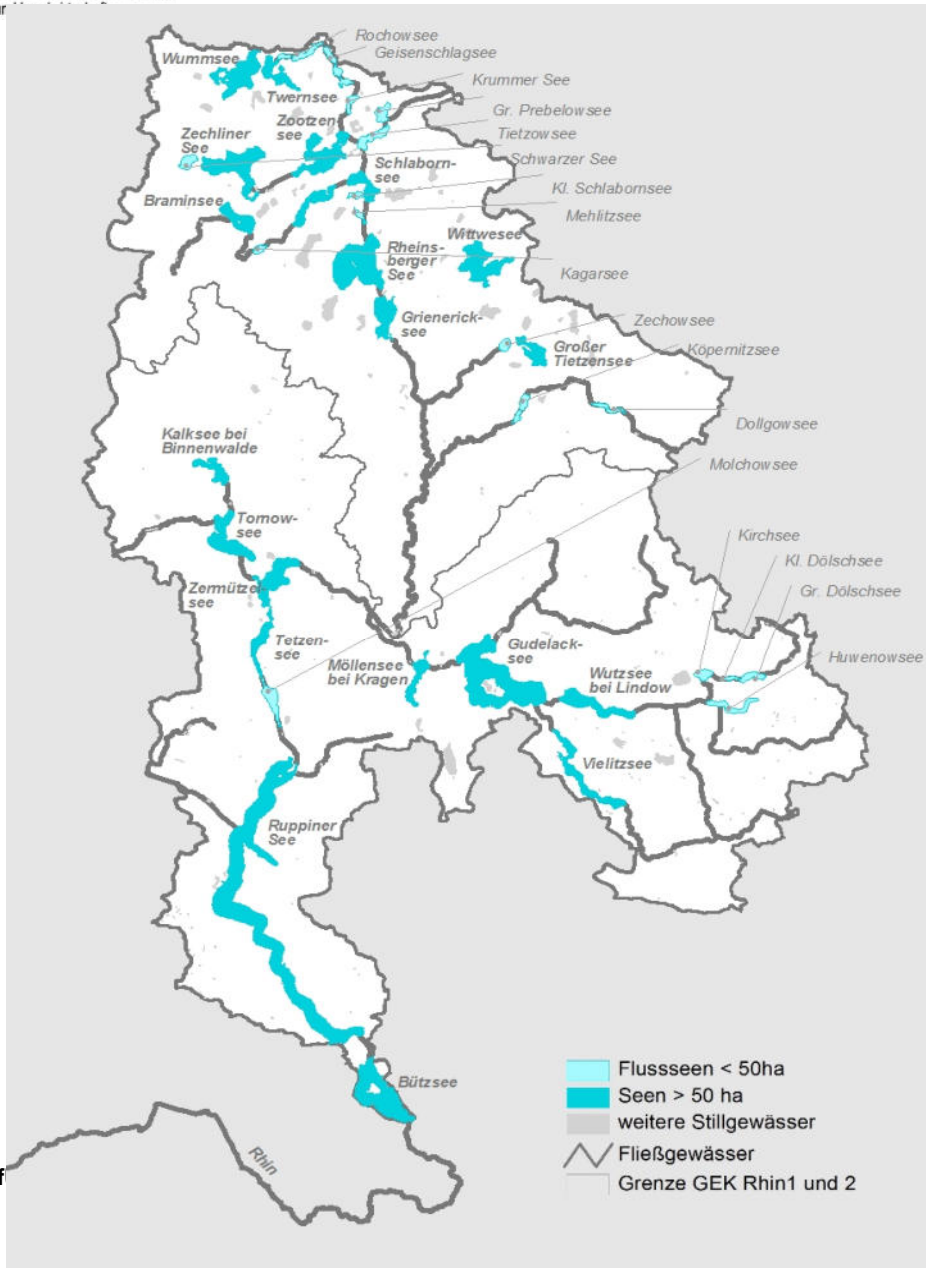 Rochowsee
Geisenschlagsee
Wummsee
Krummer See
Twernsee
Gr. Prebelowsee
Zootzen-
see
Tietzowsee
Zechliner
See
Schwarzer See
Schlaborn-
see
Kl. Schlabornsee
Braminsee
Mehlitzsee
Wittwesee
Rheins-
berger
See
Kagarsee
Grienerick-
see
Zechowsee
Großer
Tietzensee
Köpernitzsee
Dollgowsee
Kalksee bei
Binnenwalde
Molchowsee
Tornow-
see
Kirchsee
Kl. Dölschsee
Gr. Dölschsee
Zermützel-
see
Tetzen-
see
Gudelack-
see
Huwenowsee
Möllensee
bei Kragen
Wutzsee
bei Lindow
Vielitzsee
Ruppiner
See
Bützsee
Rhin
Flussseen < 50ha
Seen > 50 ha
weitere Stillgewässer
Fließgewässer
Grenze GEK Rhin1 und 2